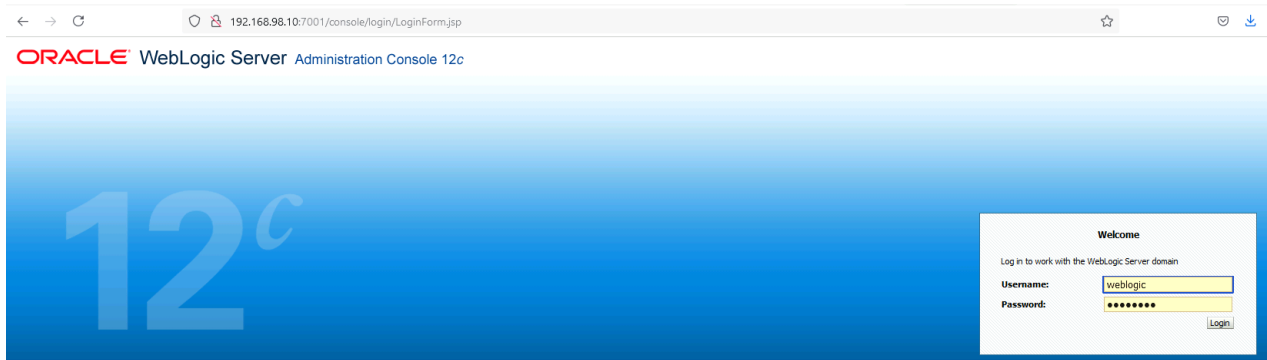 192.168.98.10:7001/console/login/LoginForm.jsp
ORACLE WebLogic Server Administration Console 12c
12c
Welcome
Log in to work with the WebLogic Server domain
Username: weblogic
Password: ••••••••
Login